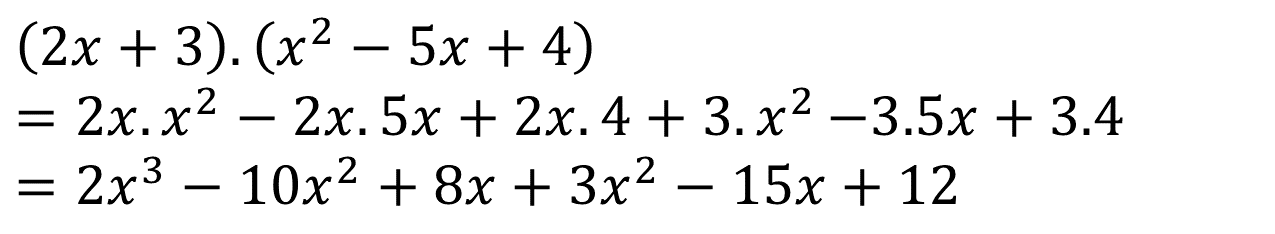 (2x + 3). (x² − 5x + 4)
= 2x. x² − 2x. 5x + 2x. 4 + 3. x² −3.5x + 3.4
= 2x³ − 10x² + 8x + 3x² − 15x + 12